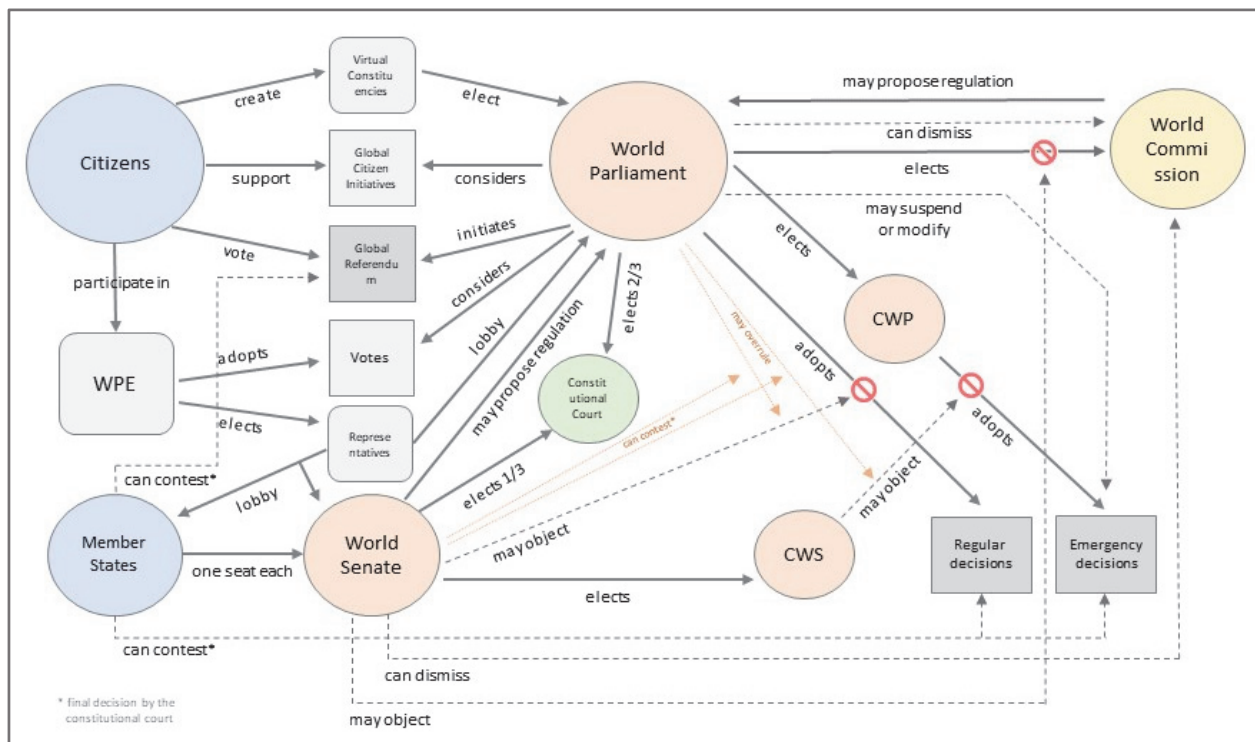 Virtual
Constitu
encies
may propose regulation
create
elect
can dismiss
Citizens
World
Parliament
World
Commi
ssion
Global
Citizen
Initiatives
support
considers
elects
may suspend
or modify
vote
Global
Referendu
m
initiates
elects
participate in
considers
elects 2/3
CWP
WPE
adopts
Votes
lobby
may propose regulation
may overrule
adopts
adopts
elects
Constit
utional
Court
Represe
ntatives
can contest*
can contest*
elects 1/3
may object
lobby
Member
States
one seat each
World
Senate
may object
CWS
Regular
decisions
Emergency
decisions
elects
can contest*
can dismiss
* final decision by the
constitutional court
may object